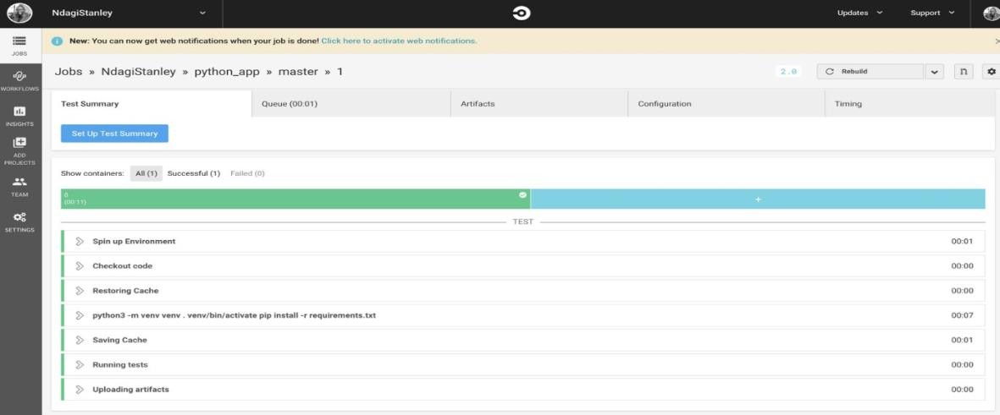 NdagiStanley
Updates
Support
JOBS
WORKFLOWS
INSIGHTS
ADD
PROJECTS
TEAM
SETTINGS
New: You can now get web notifications when your job is done! Click here to activate web notifications.
Jobs » NdagiStanley » python_app » master » 1
2.0
Rebuild
Test Summary
Queue (00:01)
Artifacts
Configuration
Timing
Set Up Test Summary
Show containers: All (1) Successful (1) Failed (0)
0
(00:11)
+
TEST
Spin up Environment 00:01
Checkout code 00:00
Restoring Cache 00:00
python3 -m venv venv . venv/bin/activate pip install -r requirements.txt 00:07
Saving Cache 00:01
Running tests 00:00
Uploading artifacts 00:00